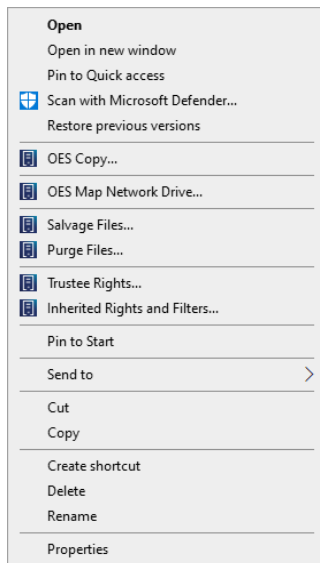 Open
Open in new window
Pin to Quick access
Scan with Microsoft Defender...
Restore previous versions
OES Copy...
OES Map Network Drive...
Salvage Files...
Purge Files...
Trustee Rights...
Inherited Rights and Filters...
Pin to Start
Send to
Cut
Copy
Create shortcut
Delete
Rename
Properties